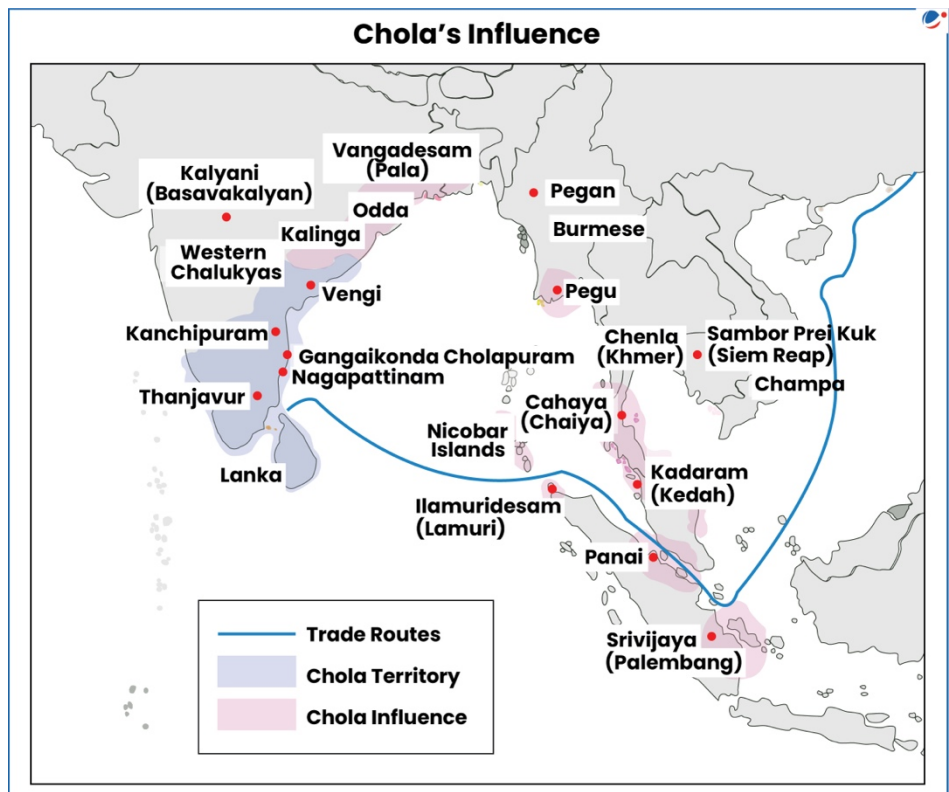 Chola's Influence
Vangadesam
(Pala)
Kalyani
(Basavakalyan)
Pegan
Odda
Burmese
Kalinga
Western
Chalukyas
Vengi
Pegu
Kanchipuram
Chenla
(Khmer)
Sambor Prei Kuk
(Siem Reap)
Gangaikonda Cholapuram
Nagapattinam
Champa
Thanjavur
Cahaya
(Chaiya)
Nicobar
Islands
Lanka
Kadaram
(Kedah)
Ilamuridesam
(Lamuri)
Panai
Srivijaya
(Palembang)
Trade Routes
Chola Territory
Chola Influence